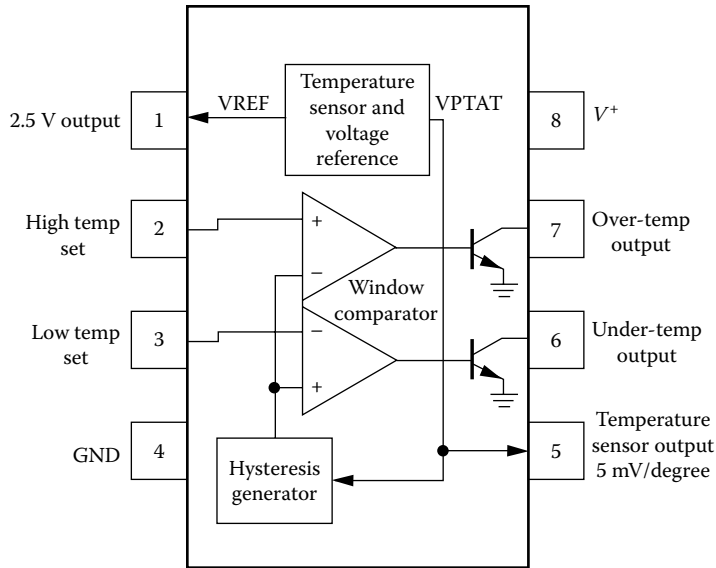 Temperature
sensor and
voltage
reference
VREF
VPTAT
2.5 V output
1
8
V+
High temp
set
2
+
−
7
Over-temp
output
Window
comparator
Low temp
set
3
−
+
6
Under-temp
output
GND
4
Hysteresis
generator
5
Temperature
sensor output
5 mV/degree